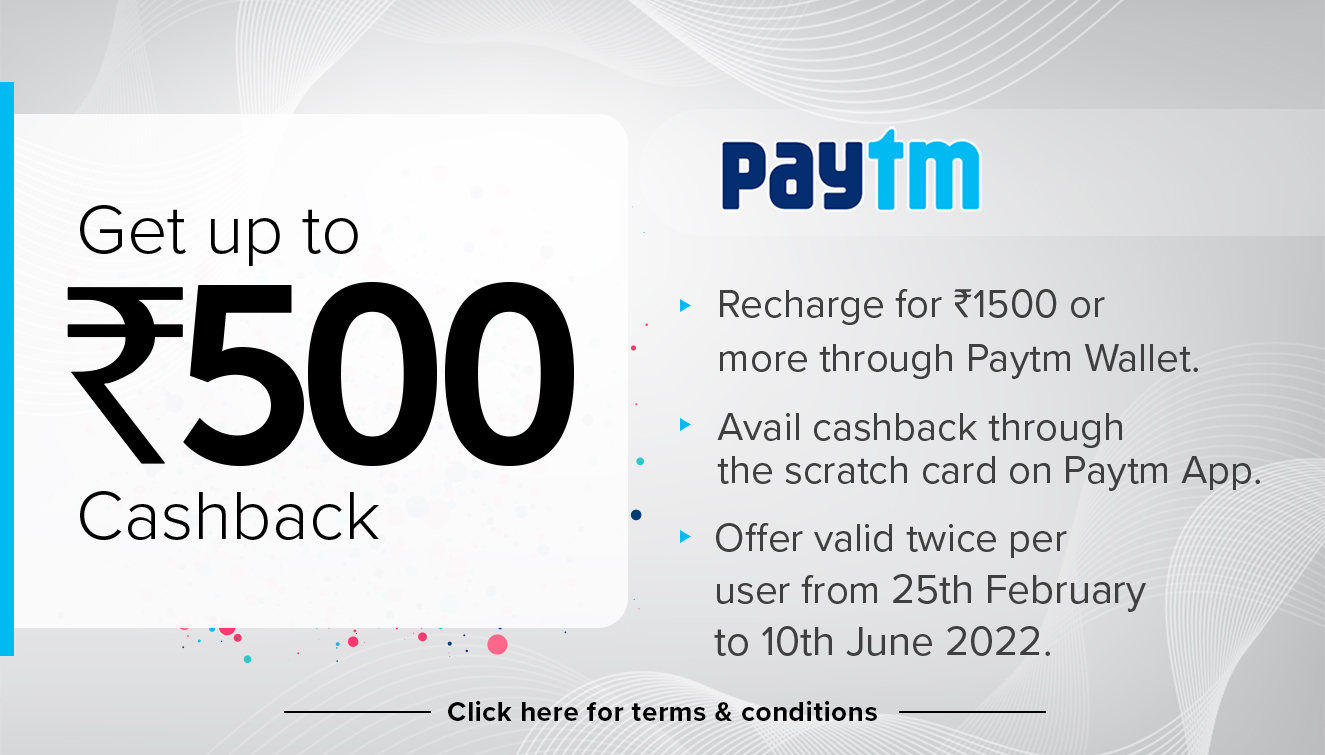 Get up to
₹500
Cashback
paytm
Recharge for ₹1500 or
more through Paytm Wallet.
Avail cashback through
the scratch card on Paytm App.
Offer valid twice per
user from 25th February
to 10th June 2022.
Click here for terms & conditions